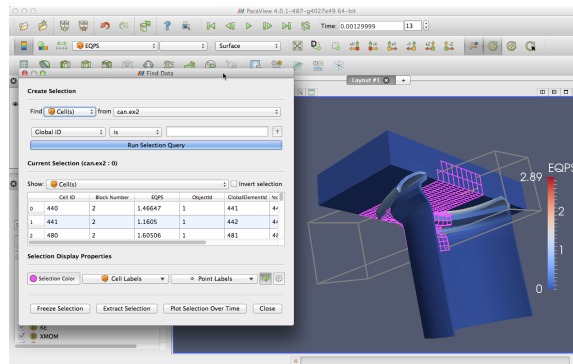 ParaView 4.0.1-487-g4027e49 64-bit
Time: 0.00129999 13
EQPS Surface
Find Data
Layout #1
Create Selection
Find Cell(s) from can.ex2
Global ID is ?
Run Selection Query
Current Selection (can.ex2 : 0)
Show: Cell(s) Invert selection
Cell ID Block Number EQPS ObjectId GlobalElementId
0 440 2 1.46647 1 441 44
1 441 2 1.1605 1 442 44
2 480 2 1.60506 1 481 48
Selection Display Properties
Selection Color Cell Labels Point Labels
Freeze Selection Extract Selection Plot Selection Over Time Close
KE
XMOM
EQPS
2.89
2
1
0